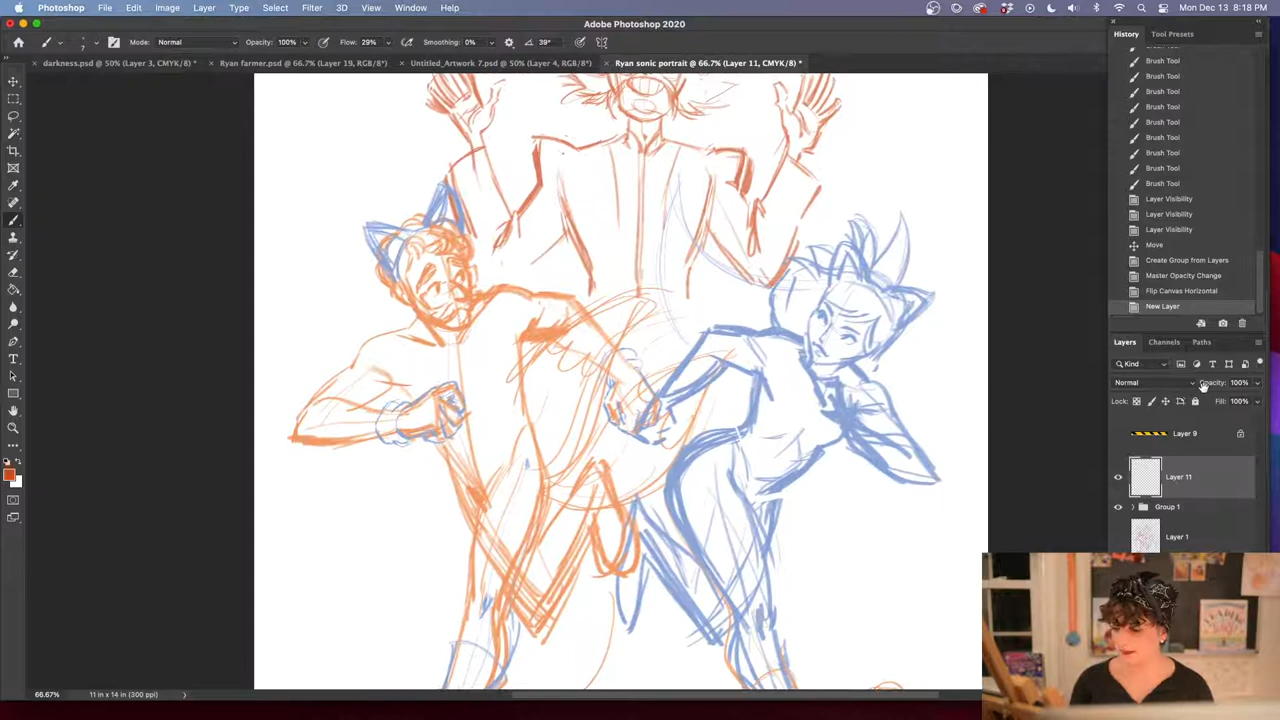 Photoshop File Edit Image Layer Type Select Filter 3D View Window Help Mon Dec 13 8:18 PM
Adobe Photoshop 2020
Mode: Normal Opacity: 100% Flow: 29% Smoothing: 0% 39°
7
darkness.psd @ 50% (Layer 3, CMYK/8) * Ryan farmer.psd @ 66.7% (Layer 19, RGB/8*) Untitled_Artwork 7.psd @ 50% (Layer 4, RGB/8*) Ryan sonic portrait @ 66.7% (Layer 11, CMYK/8) *
History Tool Presets
Brush Tool
Brush Tool
Brush Tool
Brush Tool
Brush Tool
Brush Tool
Brush Tool
Brush Tool
Brush Tool
Layer Visibility
Layer Visibility
Layer Visibility
Move
Create Group from Layers
Master Opacity Change
Flip Canvas Horizontal
New Layer
Layers Channels Paths
Kind
Normal Opacity: 100%
Lock: Fill: 100%
Layer 9
Layer 11
Group 1
Layer 1
66.67% 11 in x 14 in (300 ppi)